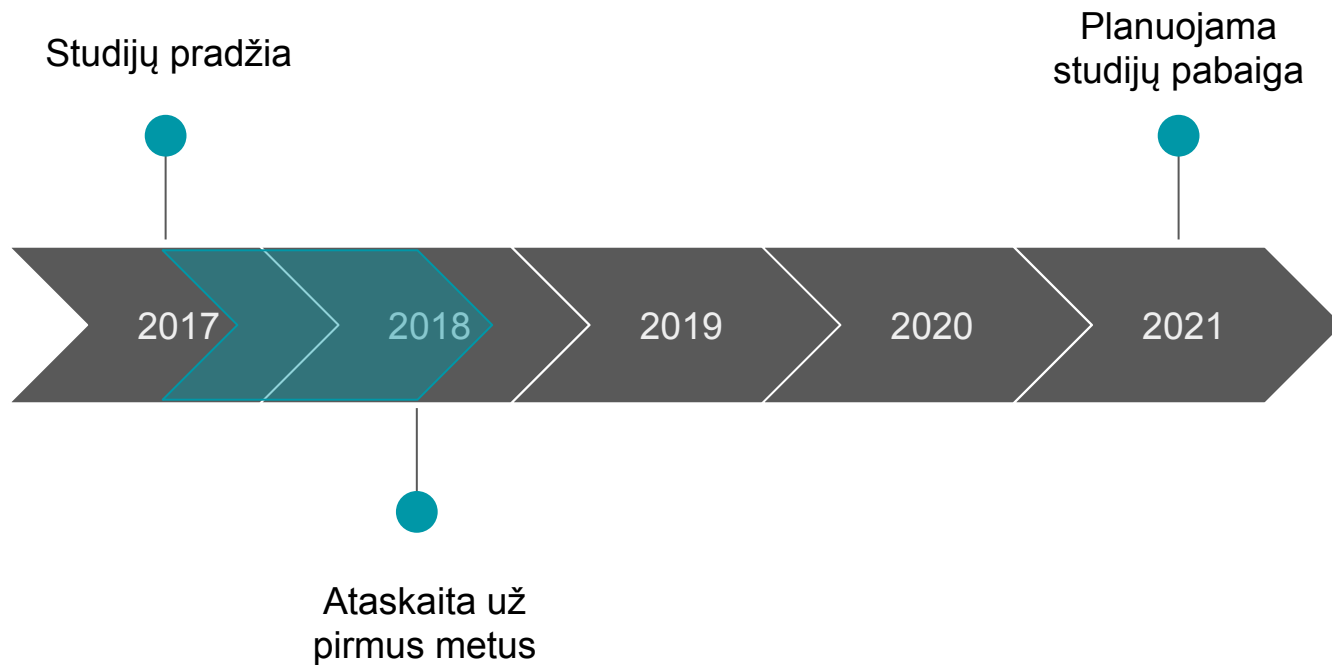 Planuojama
studijų pabaiga
Studijų pradžia
2017
2018
2019
2020
2021
Ataskaita už
pirmus metus